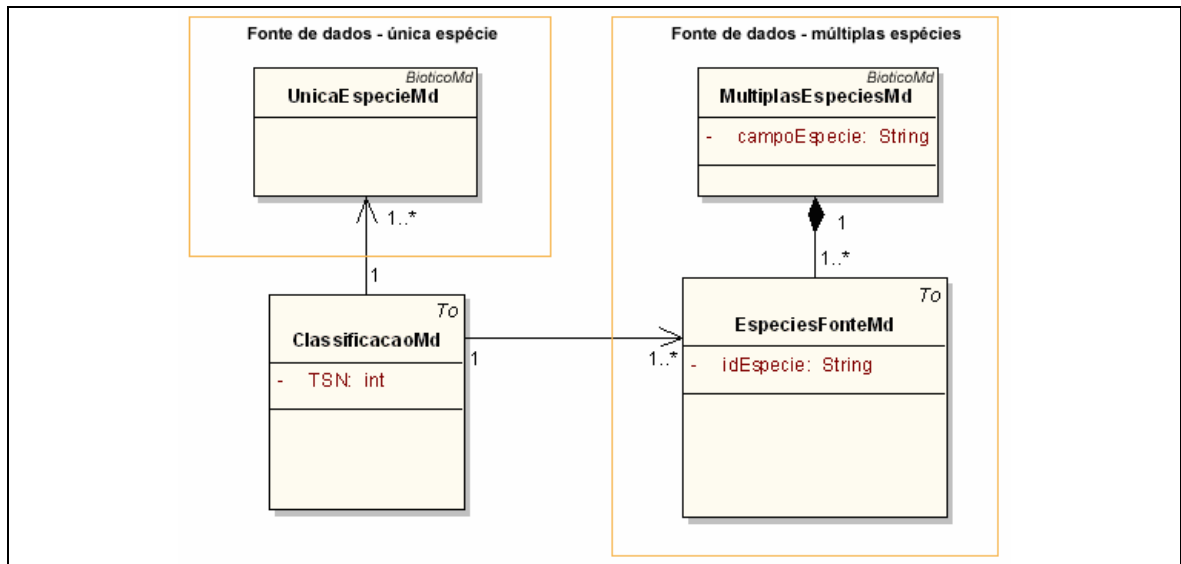 Fonte de dados - única espécie
BioticoMd
UnicaEspecieMd
1..*
1
To
ClassificacaoMd
- TSN: int
1
1..*
Fonte de dados - múltiplas espécies
BioticoMd
MultiplasEspeciesMd
- campoEspecie: String
1
1..*
To
EspeciesFonteMd
- idEspecie: String